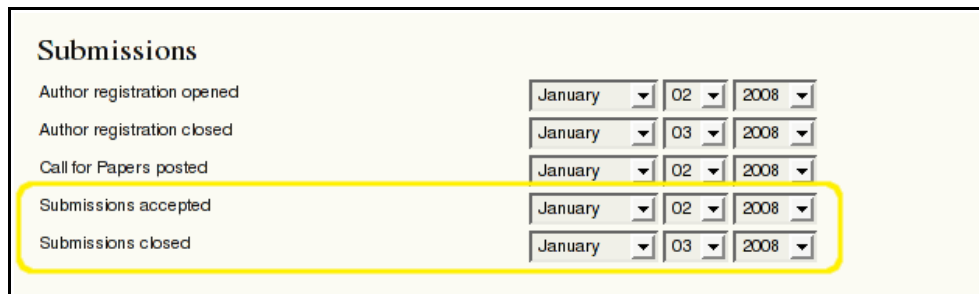 Submissions
Author registration opened January 02 2008
Author registration closed January 03 2008
Call for Papers posted January 02 2008
Submissions accepted January 02 2008
Submissions closed January 03 2008